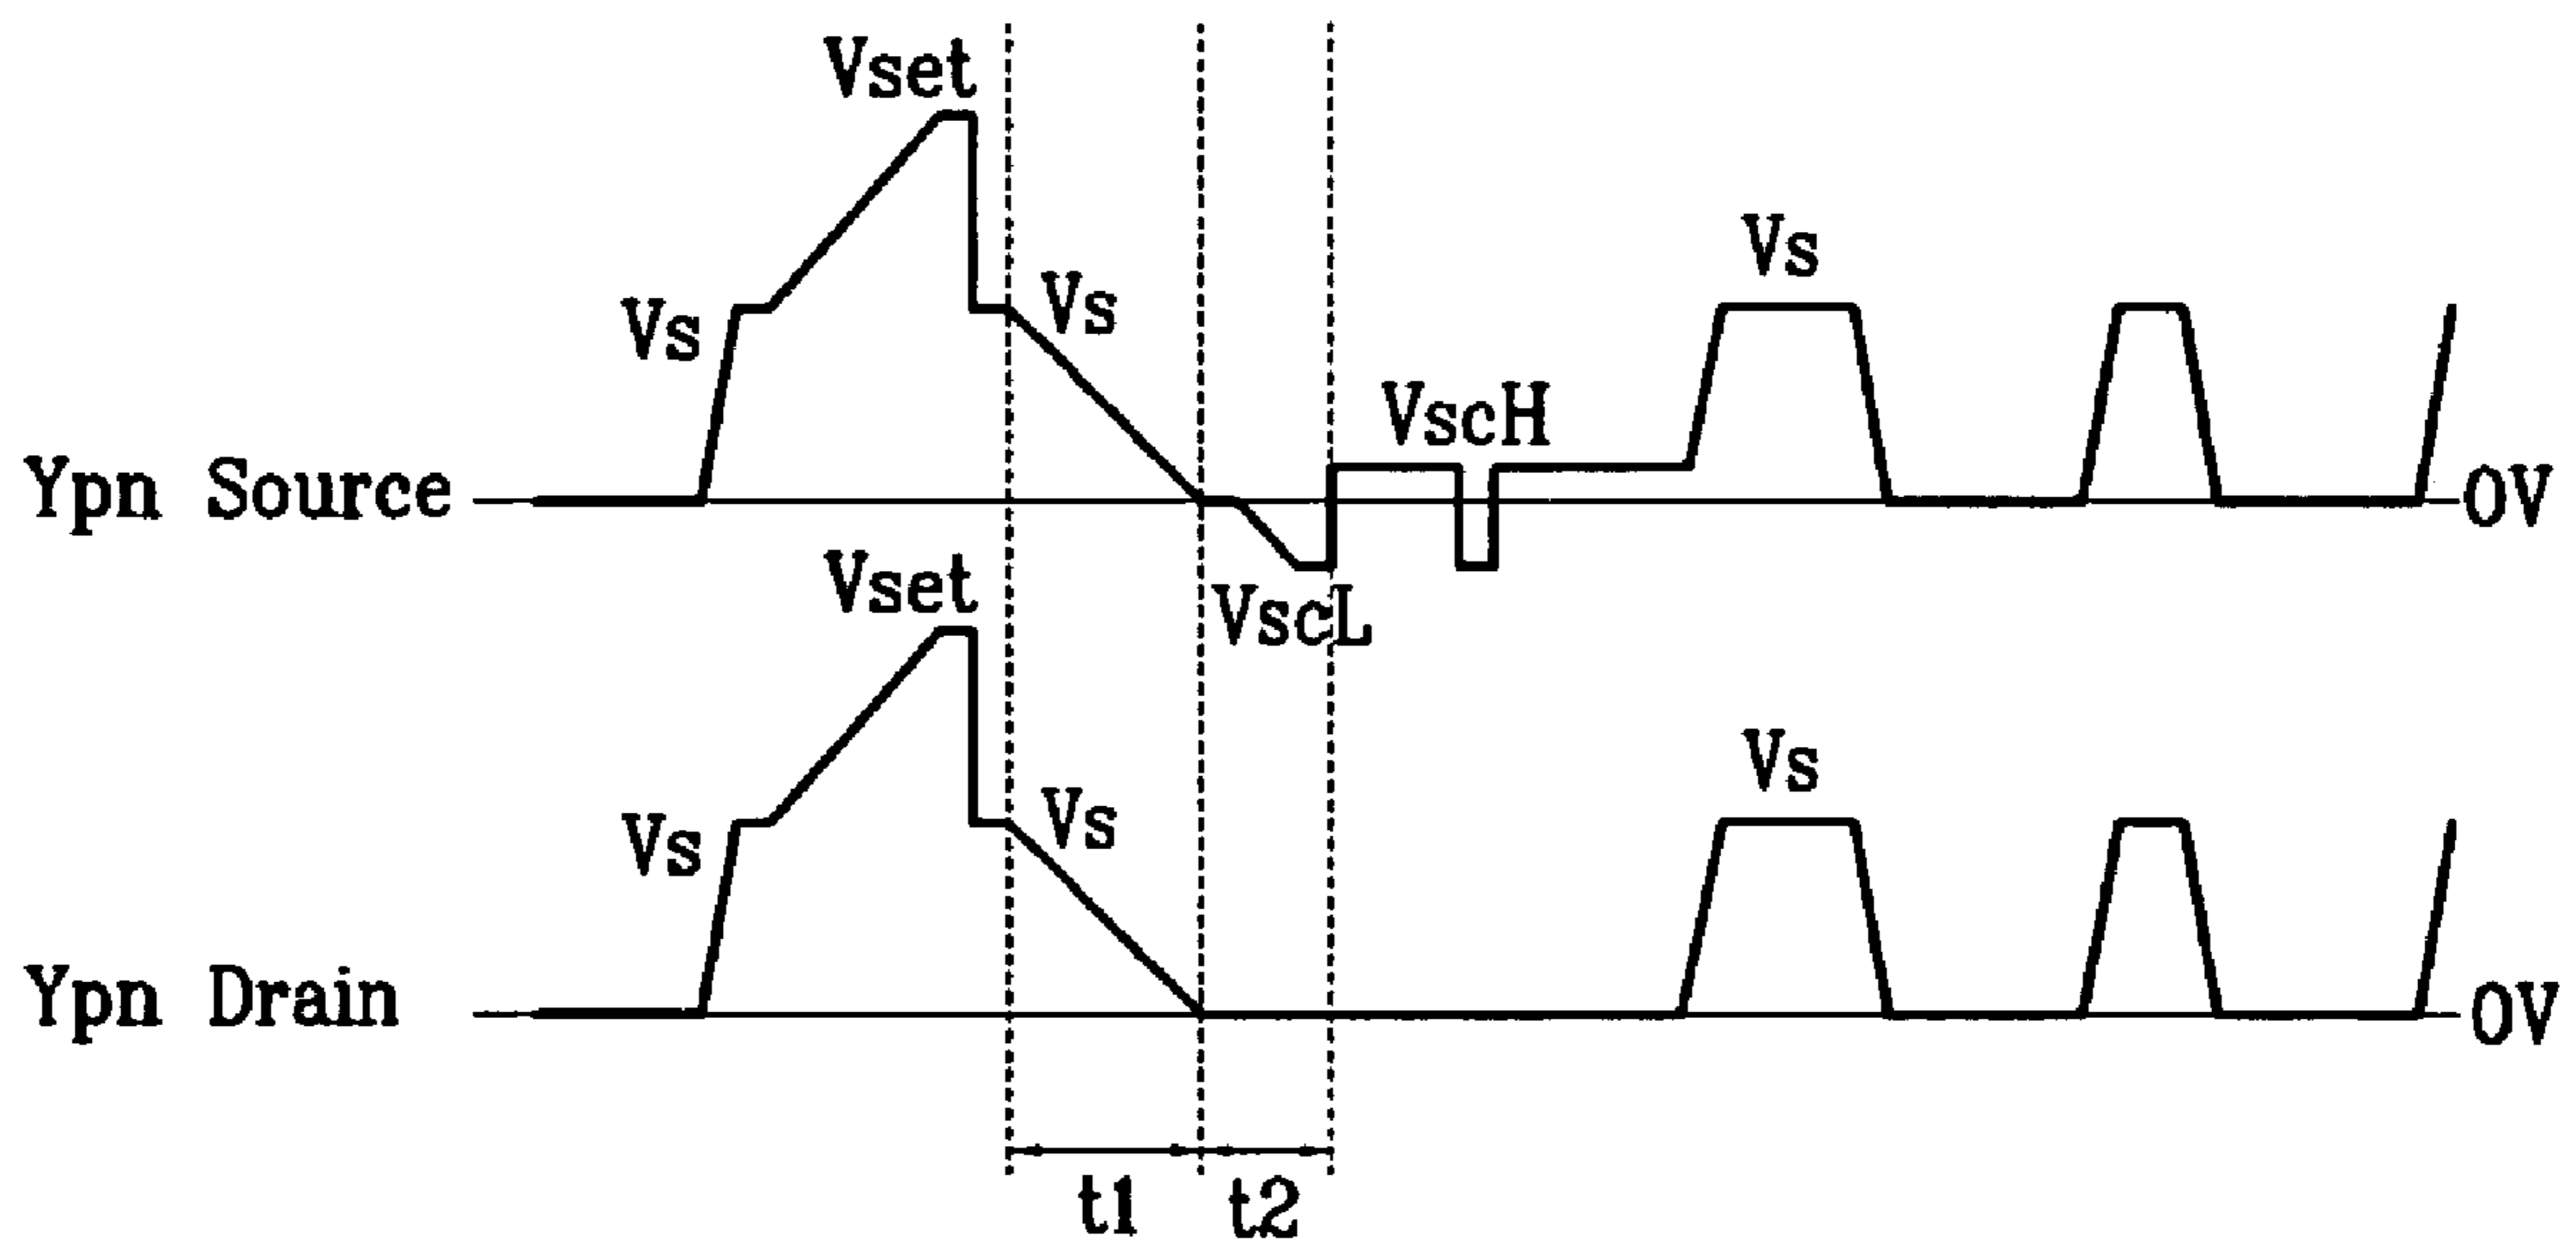 Vset
Vs
Vs
Vs
VscH
Ypn Source
0V
VscL
Vset
Vs
Vs
Vs
Ypn Drain
0V
t1
t2